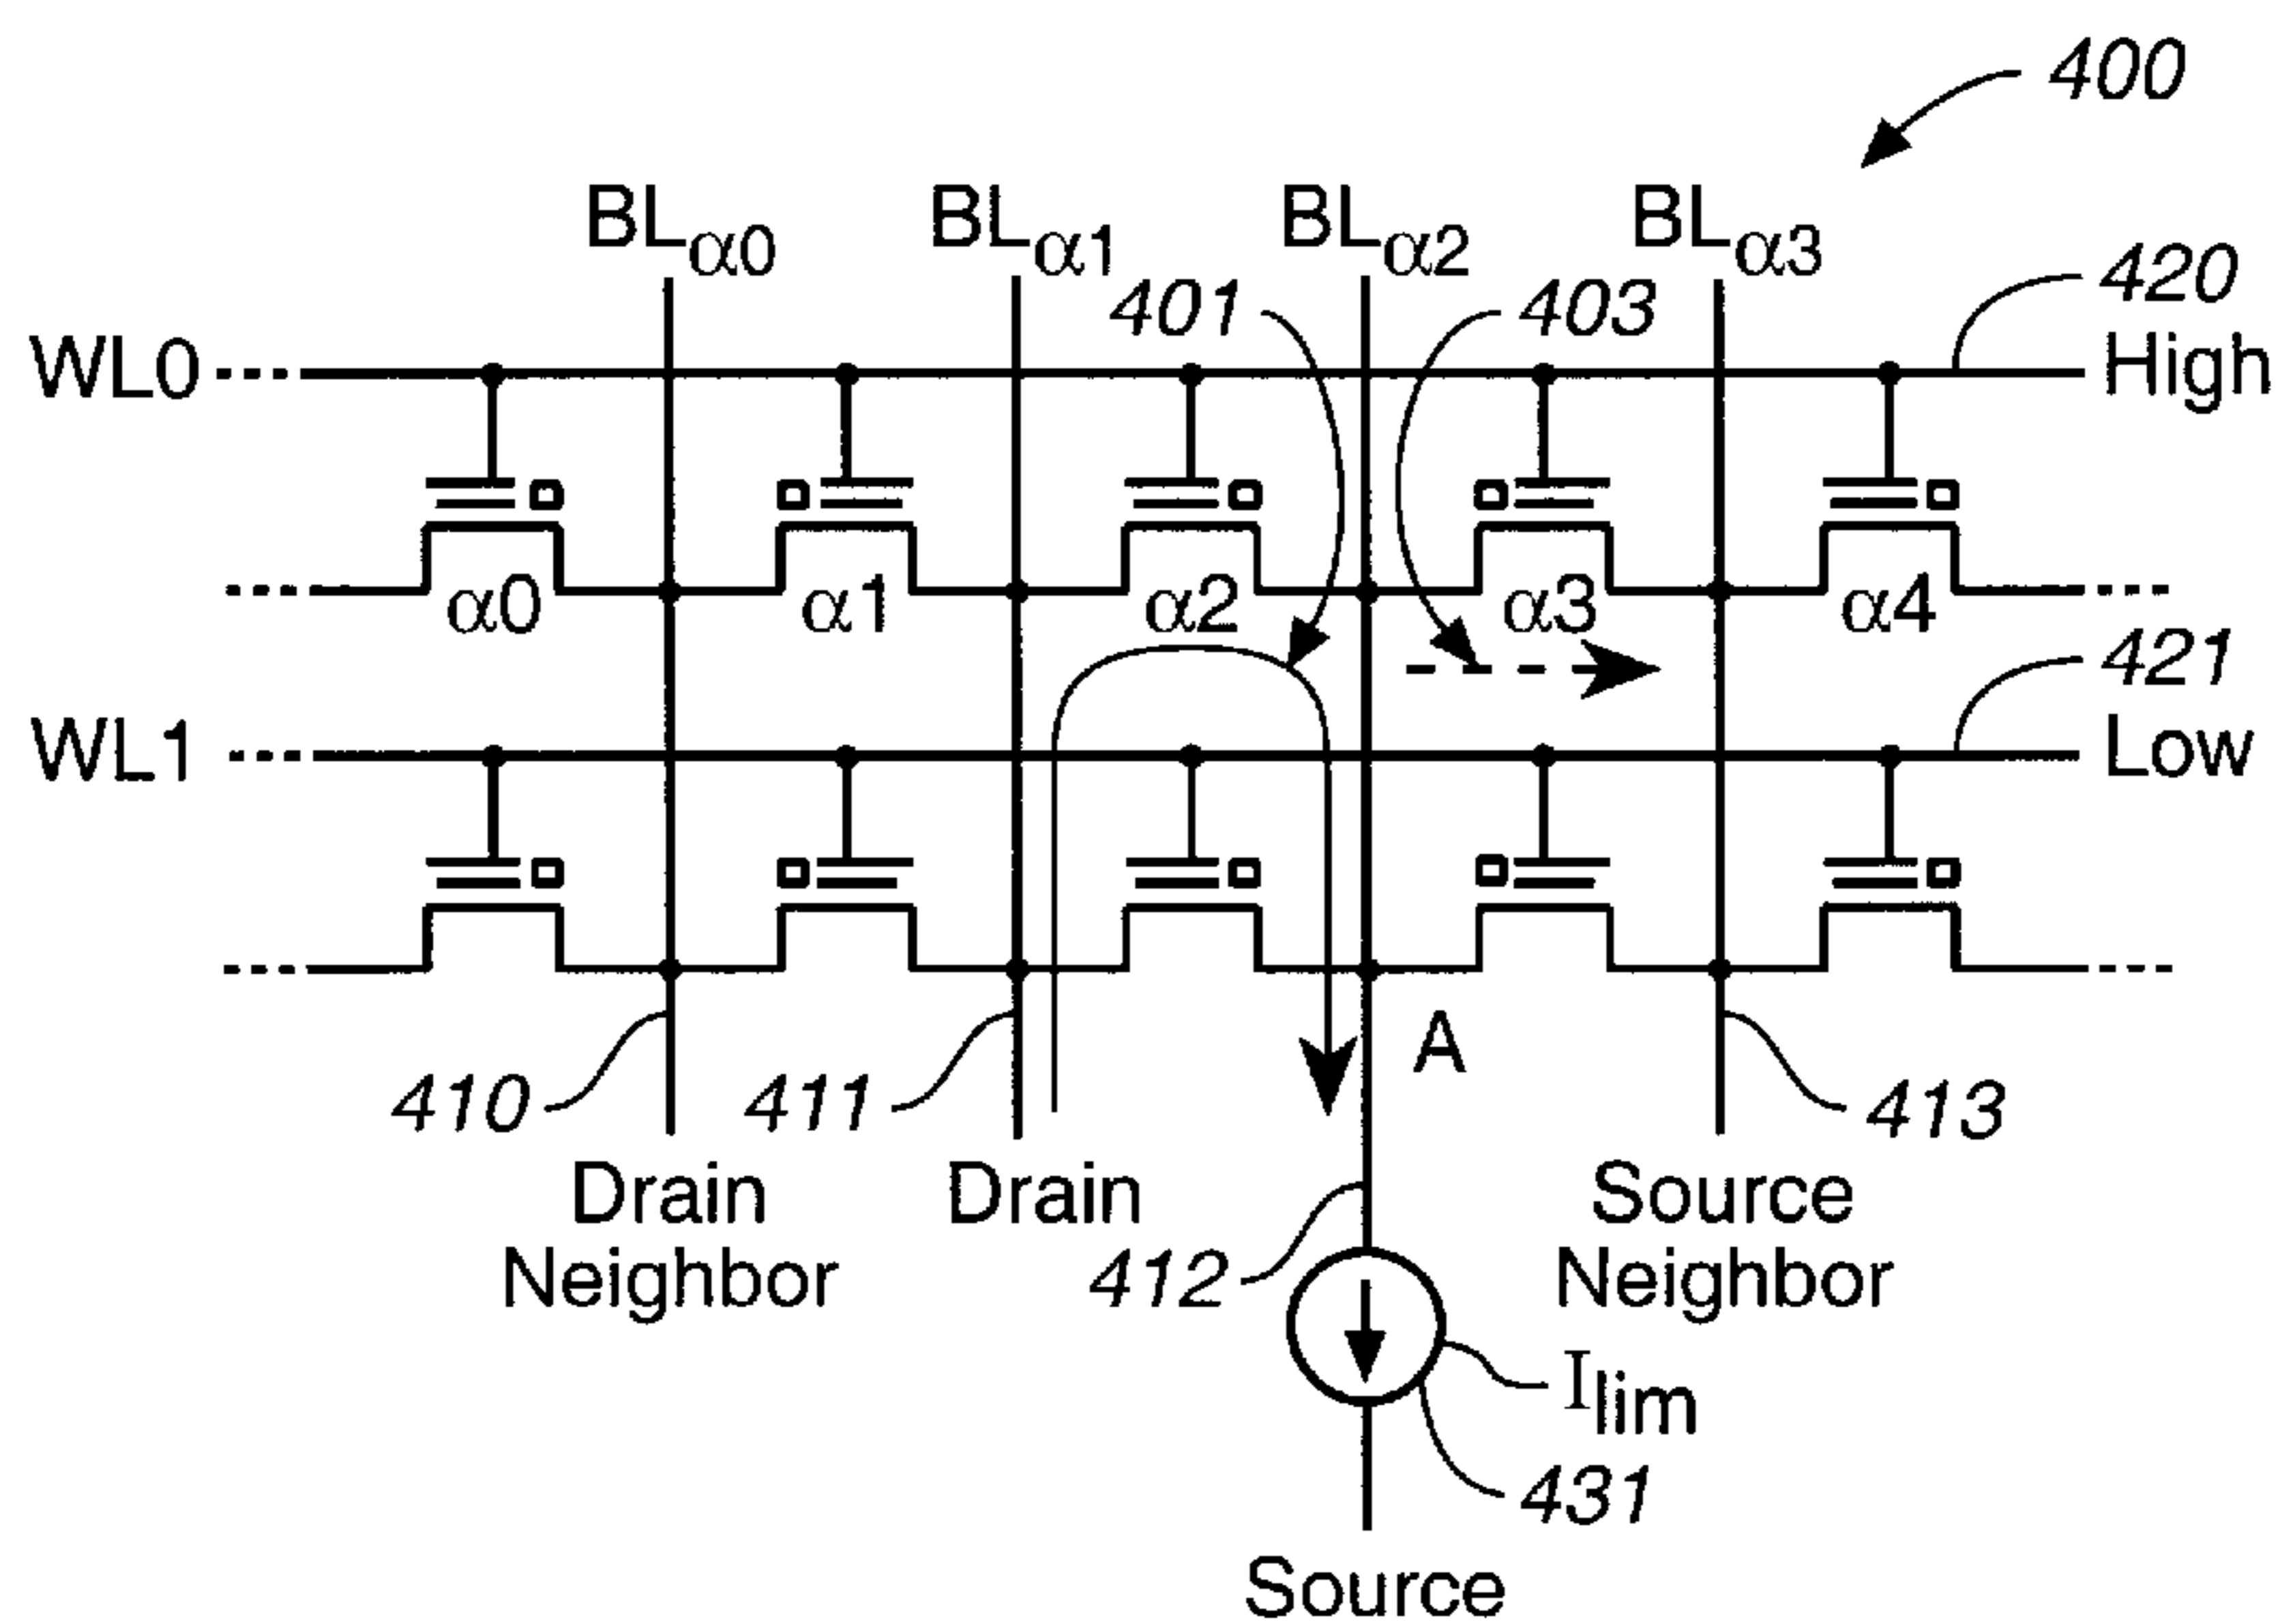 400
BLα0 BLα1 BLα2 BLα3
401 403 420
WL0 High
α0 α1 α2 α3 α4
421
WL1 Low
A
410 411 413
Drain Neighbor
Drain
Source Neighbor
412
Ilim
431
Source